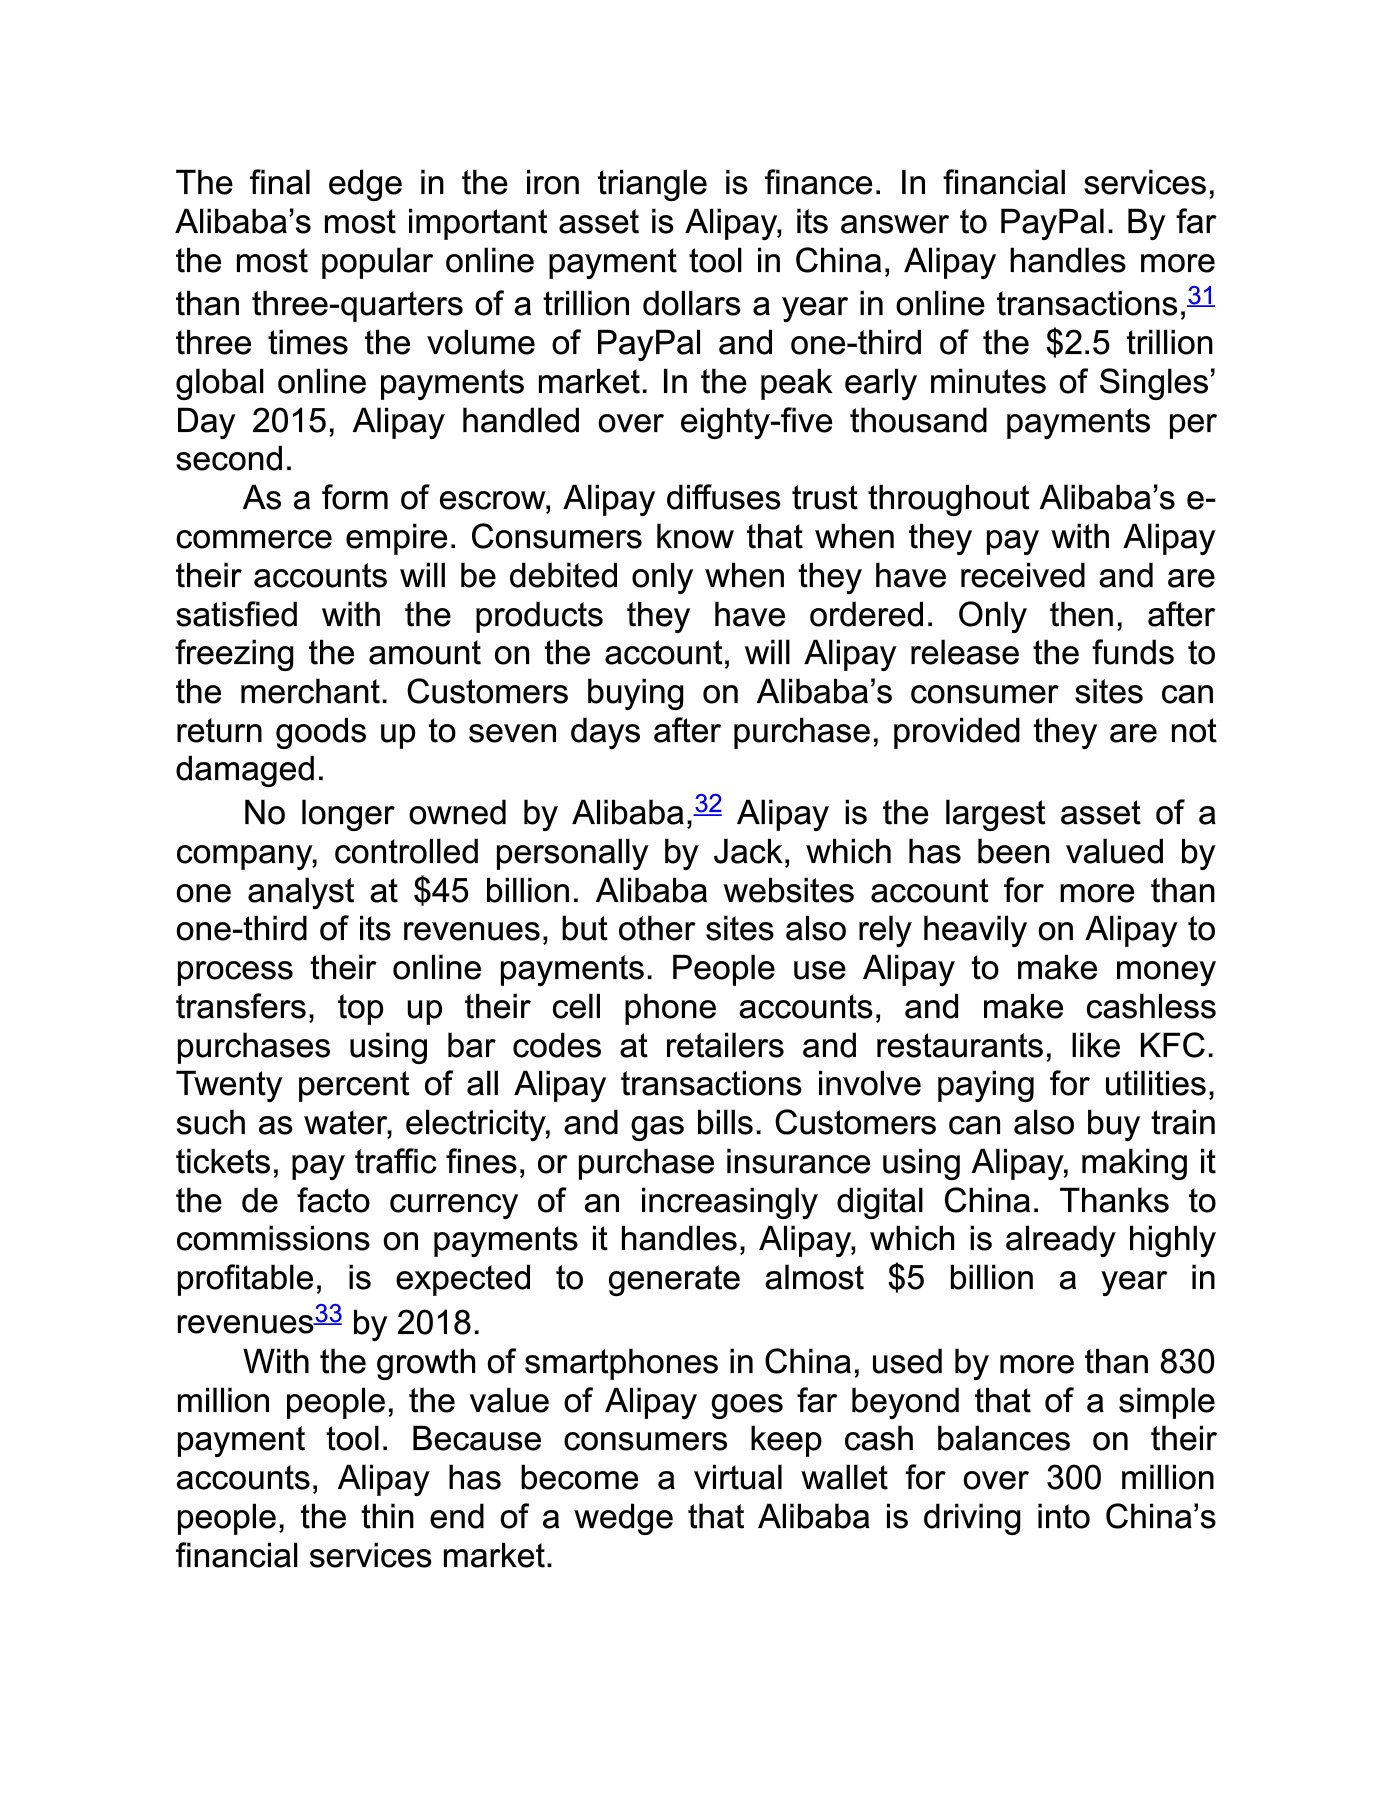 The final edge in the iron triangle is finance. In financial services,
Alibaba’s most important asset is Alipay, its answer to PayPal. By far
the most popular online payment tool in China, Alipay handles more
than three-quarters of a trillion dollars a year in online transactions,31
three times the volume of PayPal and one-third of the $2.5 trillion
global online payments market. In the peak early minutes of Singles’
Day 2015, Alipay handled over eighty-five thousand payments per
second.
As a form of escrow, Alipay diffuses trust throughout Alibaba’s e-
commerce empire. Consumers know that when they pay with Alipay
their accounts will be debited only when they have received and are
satisfied with the products they have ordered. Only then, after
freezing the amount on the account, will Alipay release the funds to
the merchant. Customers buying on Alibaba’s consumer sites can
return goods up to seven days after purchase, provided they are not
damaged.
No longer owned by Alibaba,32 Alipay is the largest asset of a
company, controlled personally by Jack, which has been valued by
one analyst at $45 billion. Alibaba websites account for more than
one-third of its revenues, but other sites also rely heavily on Alipay to
process their online payments. People use Alipay to make money
transfers, top up their cell phone accounts, and make cashless
purchases using bar codes at retailers and restaurants, like KFC.
Twenty percent of all Alipay transactions involve paying for utilities,
such as water, electricity, and gas bills. Customers can also buy train
tickets, pay traffic fines, or purchase insurance using Alipay, making it
the de facto currency of an increasingly digital China. Thanks to
commissions on payments it handles, Alipay, which is already highly
profitable, is expected to generate almost $5 billion a year in
revenues33 by 2018.
With the growth of smartphones in China, used by more than 830
million people, the value of Alipay goes far beyond that of a simple
payment tool. Because consumers keep cash balances on their
accounts, Alipay has become a virtual wallet for over 300 million
people, the thin end of a wedge that Alibaba is driving into China’s
financial services market.